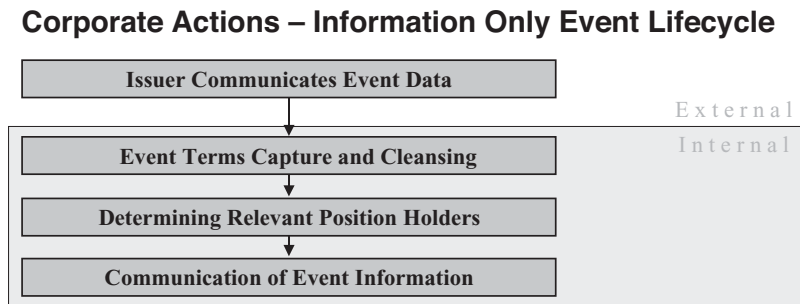 Corporate Actions – Information Only Event Lifecycle
Issuer Communicates Event Data
External
Internal
Event Terms Capture and Cleansing
Determining Relevant Position Holders
Communication of Event Information